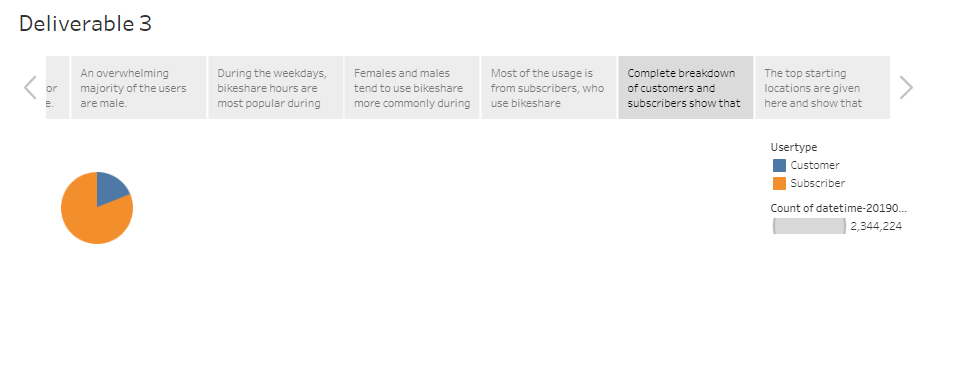 Deliverable 3
or
e.
An overwhelming
majority of the users
are male.
During the weekdays,
bikeshare hours are
most popular during
Females and males
tend to use bikeshare
more commonly during
Most of the usage is
from subscribers, who
use bikeshare
Complete breakdown
of customers and
subscribers show that
The top starting
locations are given
here and show that
Usertype
Customer
Subscriber
Count of datetime-20190...
2,344,224